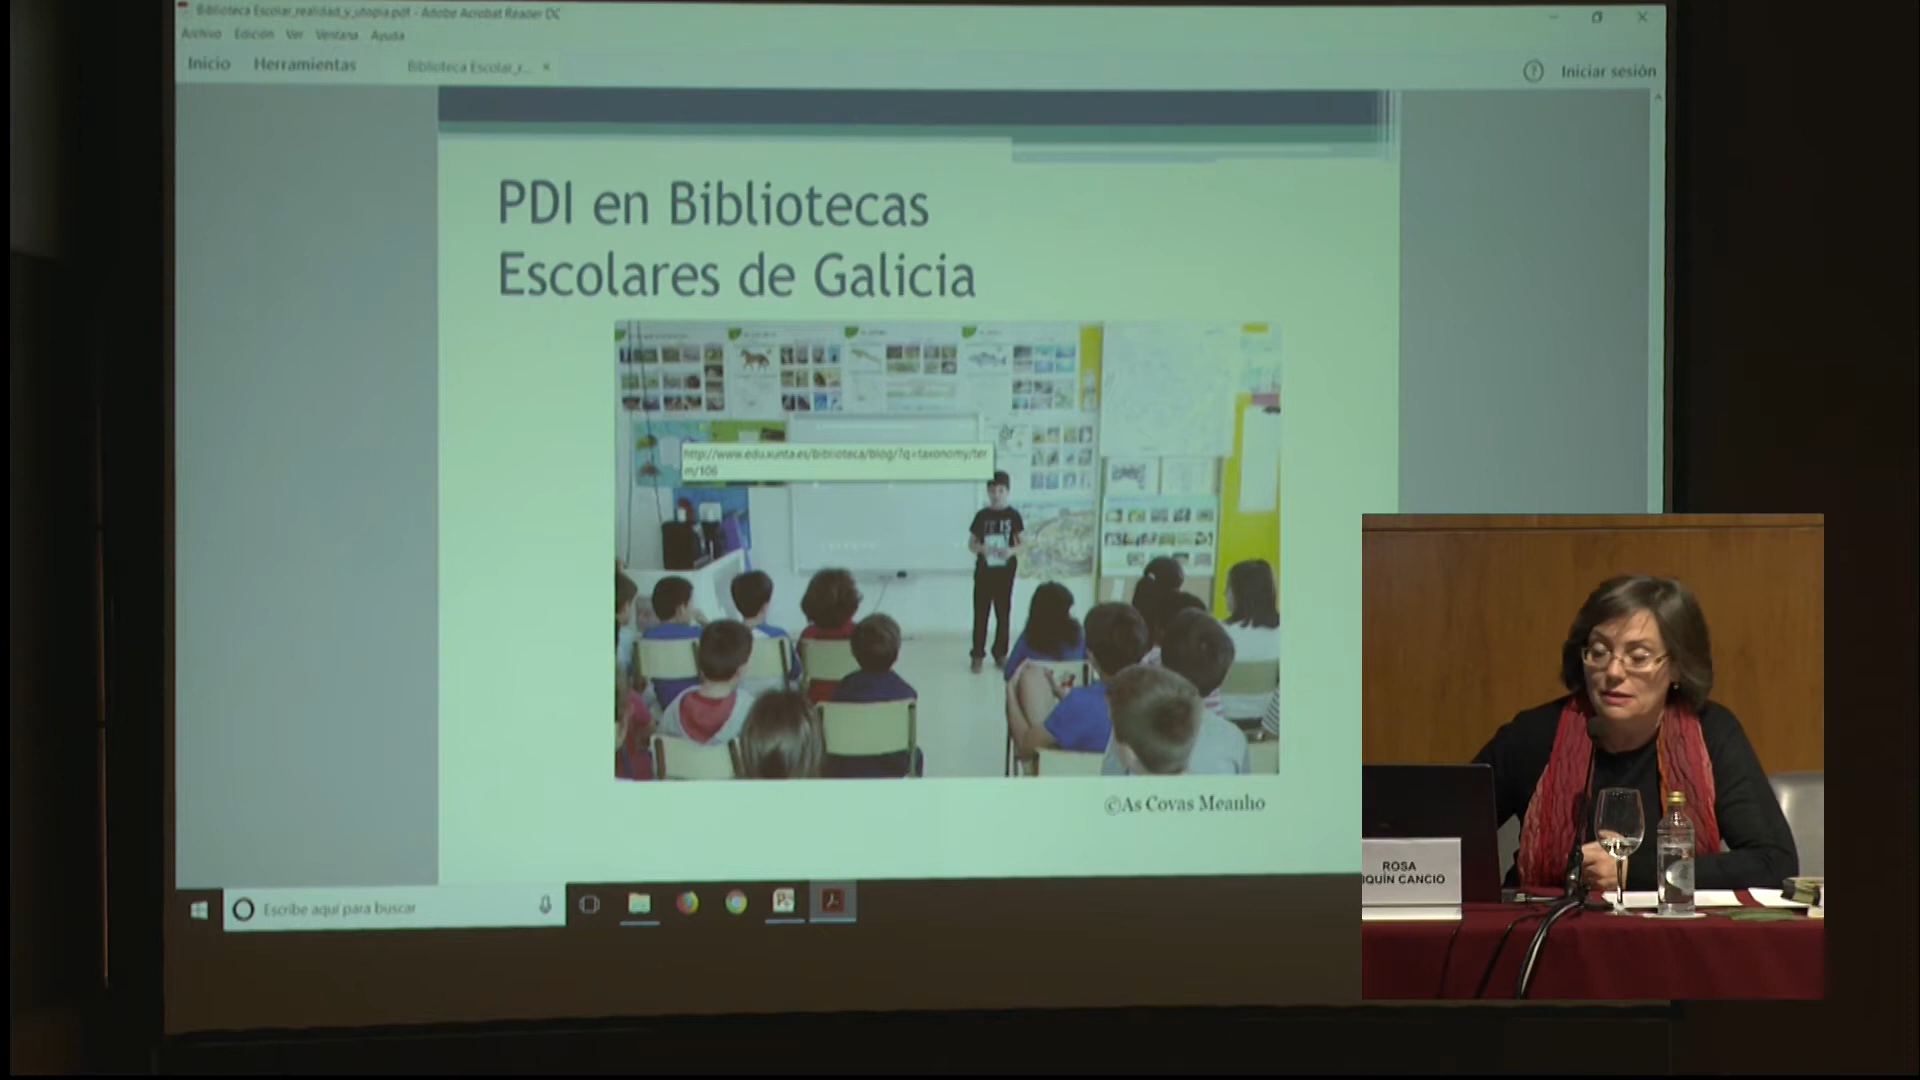 Biblioteca Escolar_realidad_y_utopia.pdf - Adobe Acrobat Reader DC
Archivo Edición Ver Ventana Ayuda
Inicio Herramientas
Biblioteca Escolar_r...
Iniciar sesión
PDI en Bibliotecas
Escolares de Galicia
http://www.edu.xunta.es/biblioteca/blog/?q=taxonomy/ter
m/106
©As Covas Meanho
Escribe aquí para buscar
ROSA
IQUÍN CANCIO